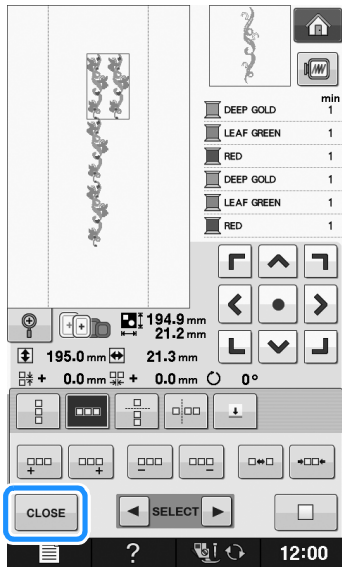 min
DEEP GOLD 1
LEAF GREEN 1
RED 1
DEEP GOLD 1
LEAF GREEN 1
RED 1
194.9 mm
21.2 mm
195.0 mm 21.3 mm
+ 0.0 mm + 0.0 mm 0°
CLOSE SELECT
? 12:00